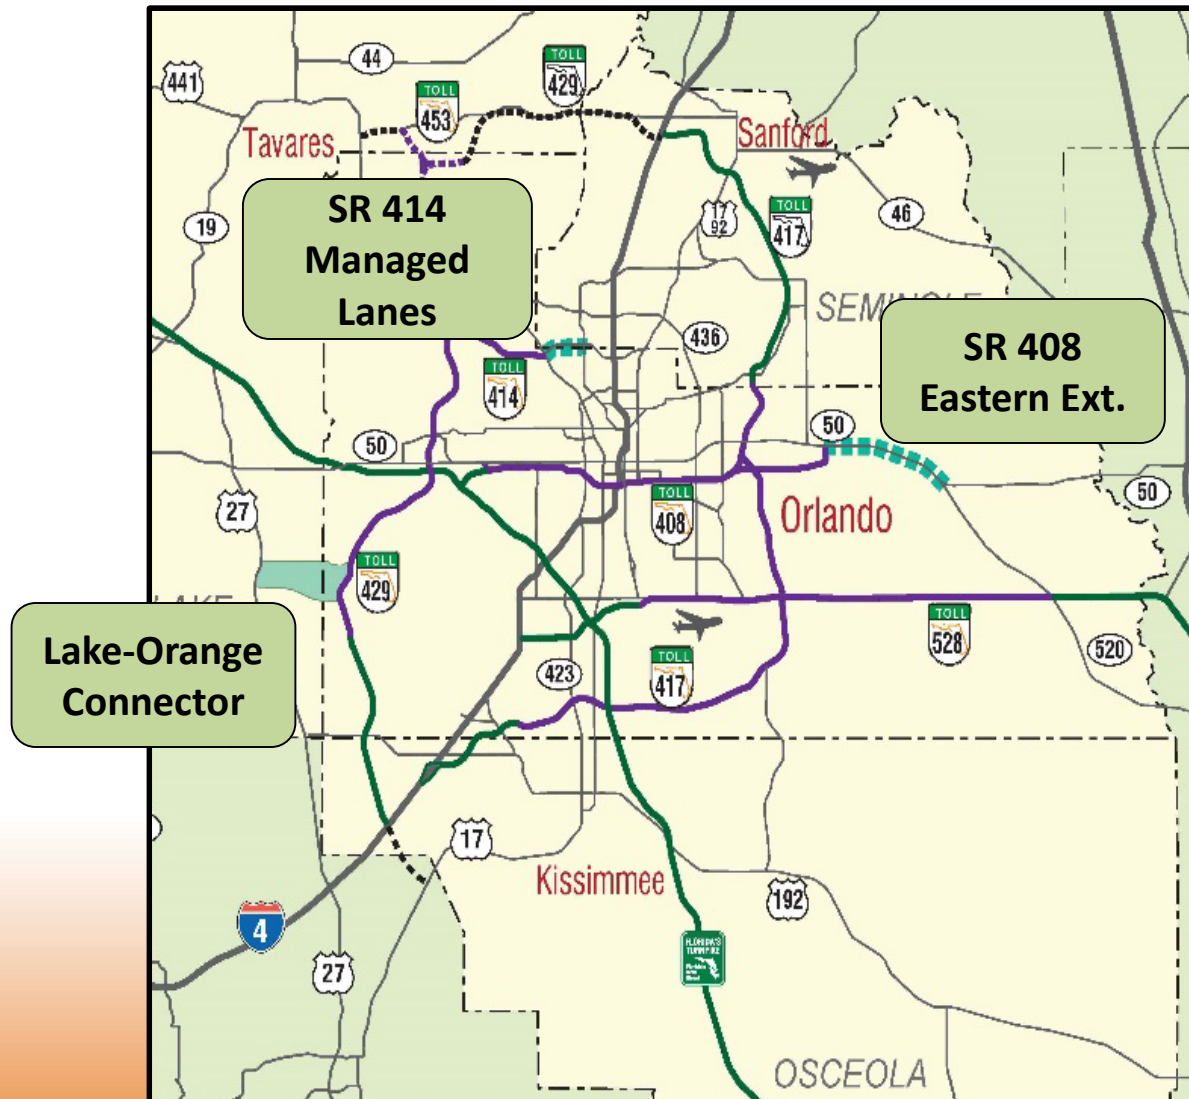 44
441
TOLL
429
TOLL
453
Tavares
Sanford
SR 414
Managed
Lanes
19
17
92
TOLL
417
46
436
SR 408
Eastern Ext.
TOLL
414
50
50
50
27
TOLL
408
Orlando
TOLL
429
Lake-Orange
Connector
TOLL
528
520
423
TOLL
417
17
Kissimmee
192
4
27
FLORIDA'S
TURNPIKE
OSCEOLA